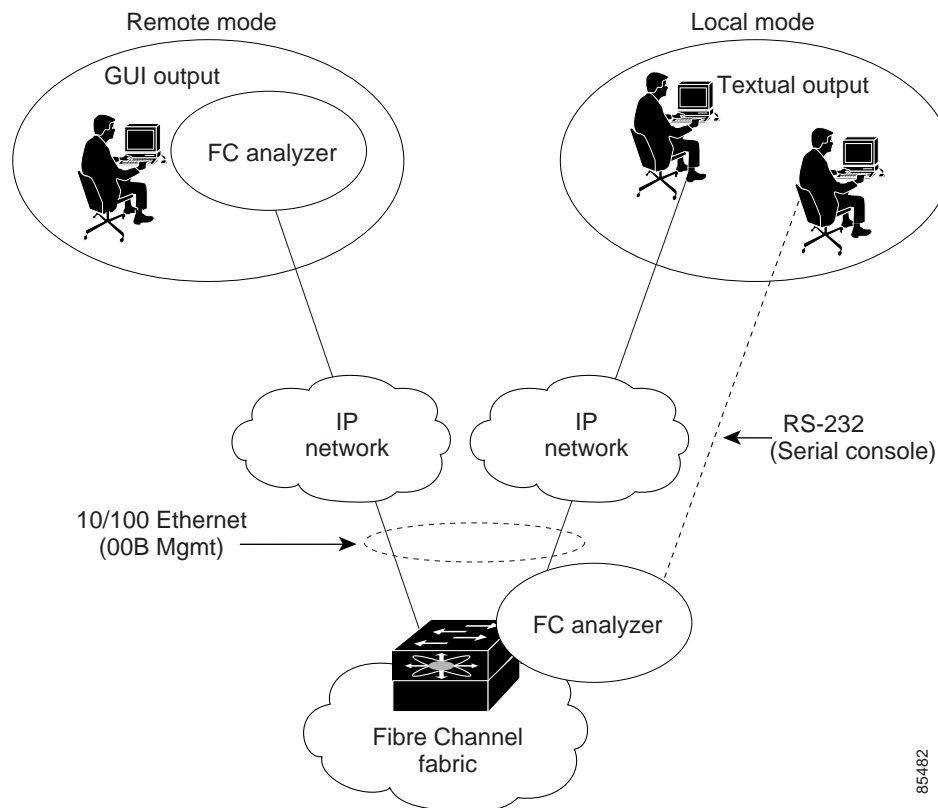 Remote mode
Local mode
GUI output
Textual output
FC analyzer
IP
network
IP
network
RS-232
(Serial console)
10/100 Ethernet
(00B Mgmt)
FC analyzer
Fibre Channel
fabric
85482